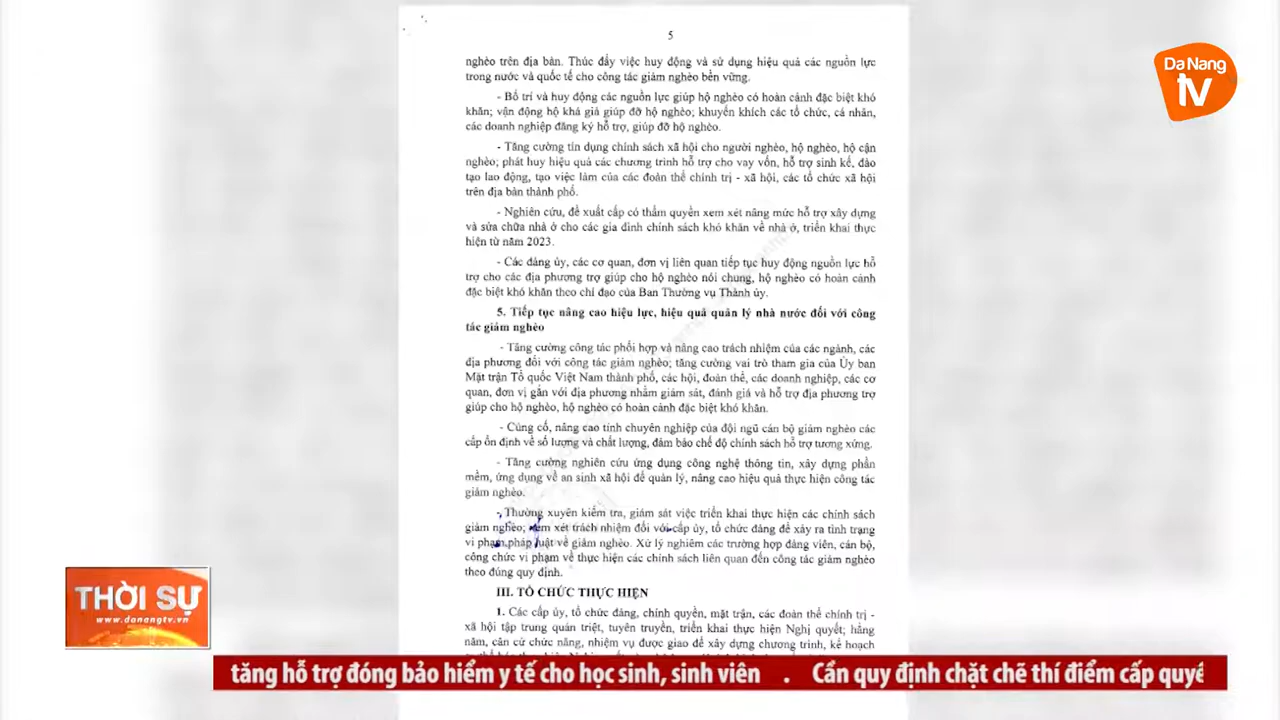 5
nghèo trên địa bàn. Thúc đẩy việc huy động và sử dụng hiệu quả các nguồn lực
trong nước và quốc tế cho công tác giảm nghèo bền vững.
- Bố trí và huy động các nguồn lực giúp hộ nghèo có hoàn cảnh đặc biệt khó
khăn; vận động hộ khá giả giúp đỡ hộ nghèo; khuyến khích các tổ chức, cá nhân,
các doanh nghiệp đăng ký hỗ trợ, giúp đỡ hộ nghèo.
- Tăng cường tín dụng chính sách xã hội cho người nghèo, hộ nghèo, hộ cận
nghèo; phát huy hiệu quả các chương trình hỗ trợ cho vay vốn, hỗ trợ sinh kế, đào
tạo lao động, tạo việc làm của các đoàn thể chính trị - xã hội, các tổ chức xã hội
trên địa bàn thành phố.
- Nghiên cứu, đề xuất cấp có thẩm quyền xem xét nâng mức hỗ trợ xây dựng
và sửa chữa nhà ở cho các gia đình chính sách khó khăn về nhà ở, triển khai thực
hiện từ năm 2023.
- Các đảng ủy, các cơ quan, đơn vị liên quan tiếp tục huy động nguồn lực hỗ
trợ cho các địa phương trợ giúp cho hộ nghèo nói chung, hộ nghèo có hoàn cảnh
đặc biệt khó khăn theo chỉ đạo của Ban Thường vụ Thành ủy.
5. Tiếp tục nâng cao hiệu lực, hiệu quả quản lý nhà nước đối với công
tác giảm nghèo
- Tăng cường công tác phối hợp và nâng cao trách nhiệm của các ngành, các
địa phương đối với công tác giảm nghèo; tăng cường vai trò tham gia của Ủy ban
Mặt trận Tổ quốc Việt Nam thành phố, các hội, đoàn thể, các doanh nghiệp, các cơ
quan, đơn vị gắn với địa phương nhằm giám sát, đánh giá và hỗ trợ địa phương trợ
giúp cho hộ nghèo, hộ nghèo có hoàn cảnh đặc biệt khó khăn.
- Củng cố, nâng cao tính chuyên nghiệp của đội ngũ cán bộ giảm nghèo các
cấp ổn định về số lượng và chất lượng, đảm bảo chế độ chính sách hỗ trợ tương xứng.
- Tăng cường nghiên cứu ứng dụng công nghệ thông tin, xây dựng phần
mềm, ứng dụng về an sinh xã hội để quản lý, nâng cao hiệu quả thực hiện công tác
giảm nghèo.
- Thường xuyên kiểm tra, giám sát việc triển khai thực hiện các chính sách
giảm nghèo; xem xét trách nhiệm đối với cấp ủy, tổ chức đảng để xảy ra tình trạng
vi phạm pháp luật về giảm nghèo. Xử lý nghiêm các trường hợp đảng viên, cán bộ,
công chức vi phạm về thực hiện các chính sách liên quan đến công tác giảm nghèo
theo đúng quy định.
III. TỔ CHỨC THỰC HIỆN
1. Các cấp ủy, tổ chức đảng, chính quyền, mặt trận, các đoàn thể chính trị -
xã hội tập trung quán triệt, tuyên truyền, triển khai thực hiện Nghị quyết; hằng
năm, căn cứ chức năng, nhiệm vụ được giao để xây dựng chương trình, kế hoạch
Da Nang
tv
THỜI SỰ
www.danangtv.vn
tăng hỗ trợ đóng bảo hiểm y tế cho học sinh, sinh viên . Cần quy định chặt chẽ thí điểm cấp quyề